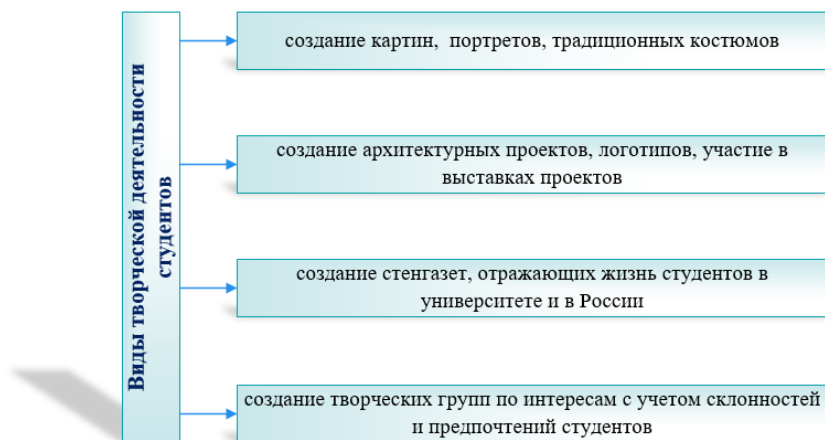 Виды творческой деятельности
студентов
создание картин, портретов, традиционных костюмов
создание архитектурных проектов, логотипов, участие в
выставках проектов
создание стенгазет, отражающих жизнь студентов в
университете и в России
создание творческих групп по интересам с учетом склонностей
и предпочтений студентов